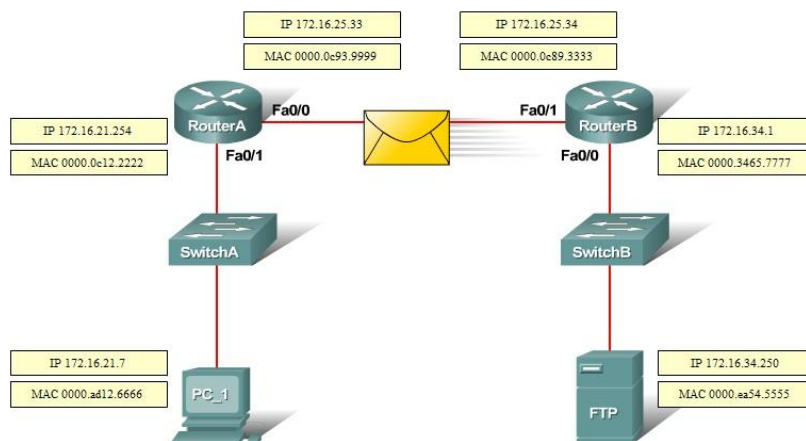 IP 172.16.25.33
IP 172.16.25.34
MAC 0000.0c93.9999
MAC 0000.0c89.3333
Fa0/0
Fa0/1
RouterA
RouterB
IP 172.16.21.254
IP 172.16.34.1
Fa0/1
Fa0/0
MAC 0000.0c12.2222
MAC 0000.3465.7777
SwitchA
SwitchB
IP 172.16.21.7
IP 172.16.34.250
MAC 0000.ad12.6666
PC_1
MAC 0000.ea54.5555
FTP